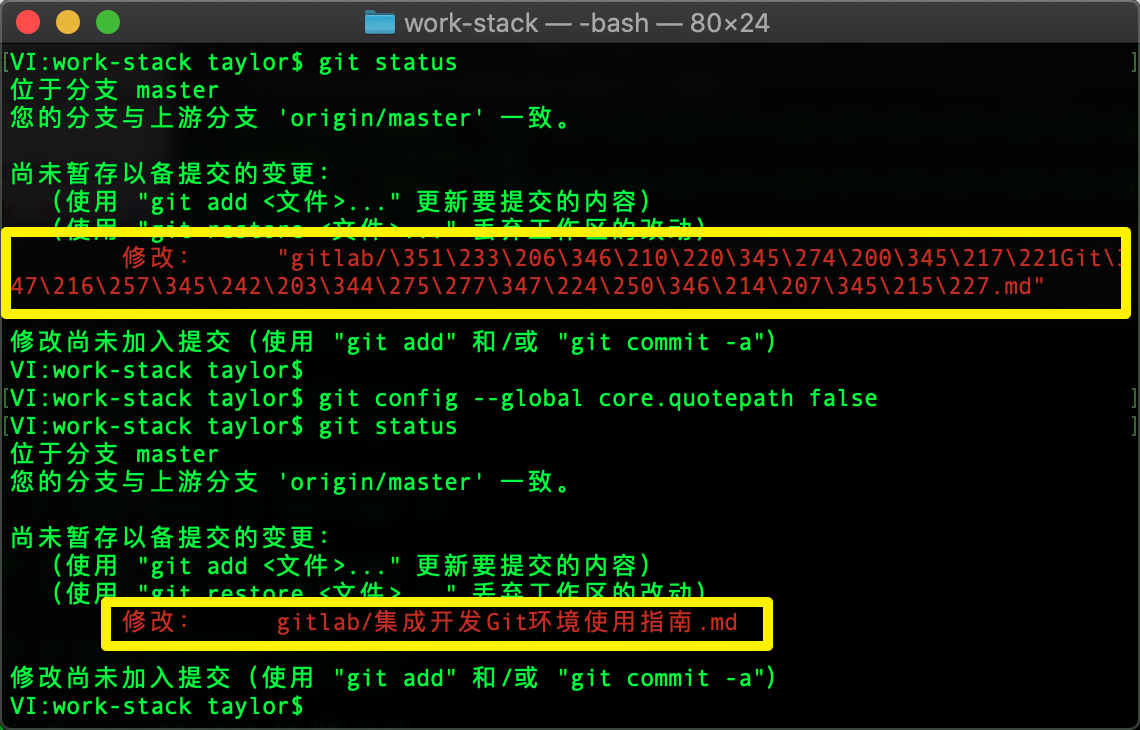 work-stack — -bash — 80×24
VI:work-stack taylor$ git status
位于分支 master
您的分支与上游分支 'origin/master' 一致。
尚未暂存以备提交的变更：
（使用 "git add <文件>..." 更新要提交的内容）
（使用 "git restore <文件>..." 丢弃工作区的改动）
修改： "gitlab/\351\233\206\346\210\220\345\274\200\345\217\221Git\3
47\216\257\345\242\203\344\275\277\347\224\250\346\214\207\345\215\227.md"
修改尚未加入提交（使用 "git add" 和/或 "git commit -a"）
VI:work-stack taylor$
VI:work-stack taylor$ git config --global core.quotepath false
VI:work-stack taylor$ git status
位于分支 master
您的分支与上游分支 'origin/master' 一致。
尚未暂存以备提交的变更：
（使用 "git add <文件>..." 更新要提交的内容）
（使用 "git restore <文件>..." 丢弃工作区的改动）
修改： gitlab/集成开发Git环境使用指南.md
修改尚未加入提交（使用 "git add" 和/或 "git commit -a"）
VI:work-stack taylor$